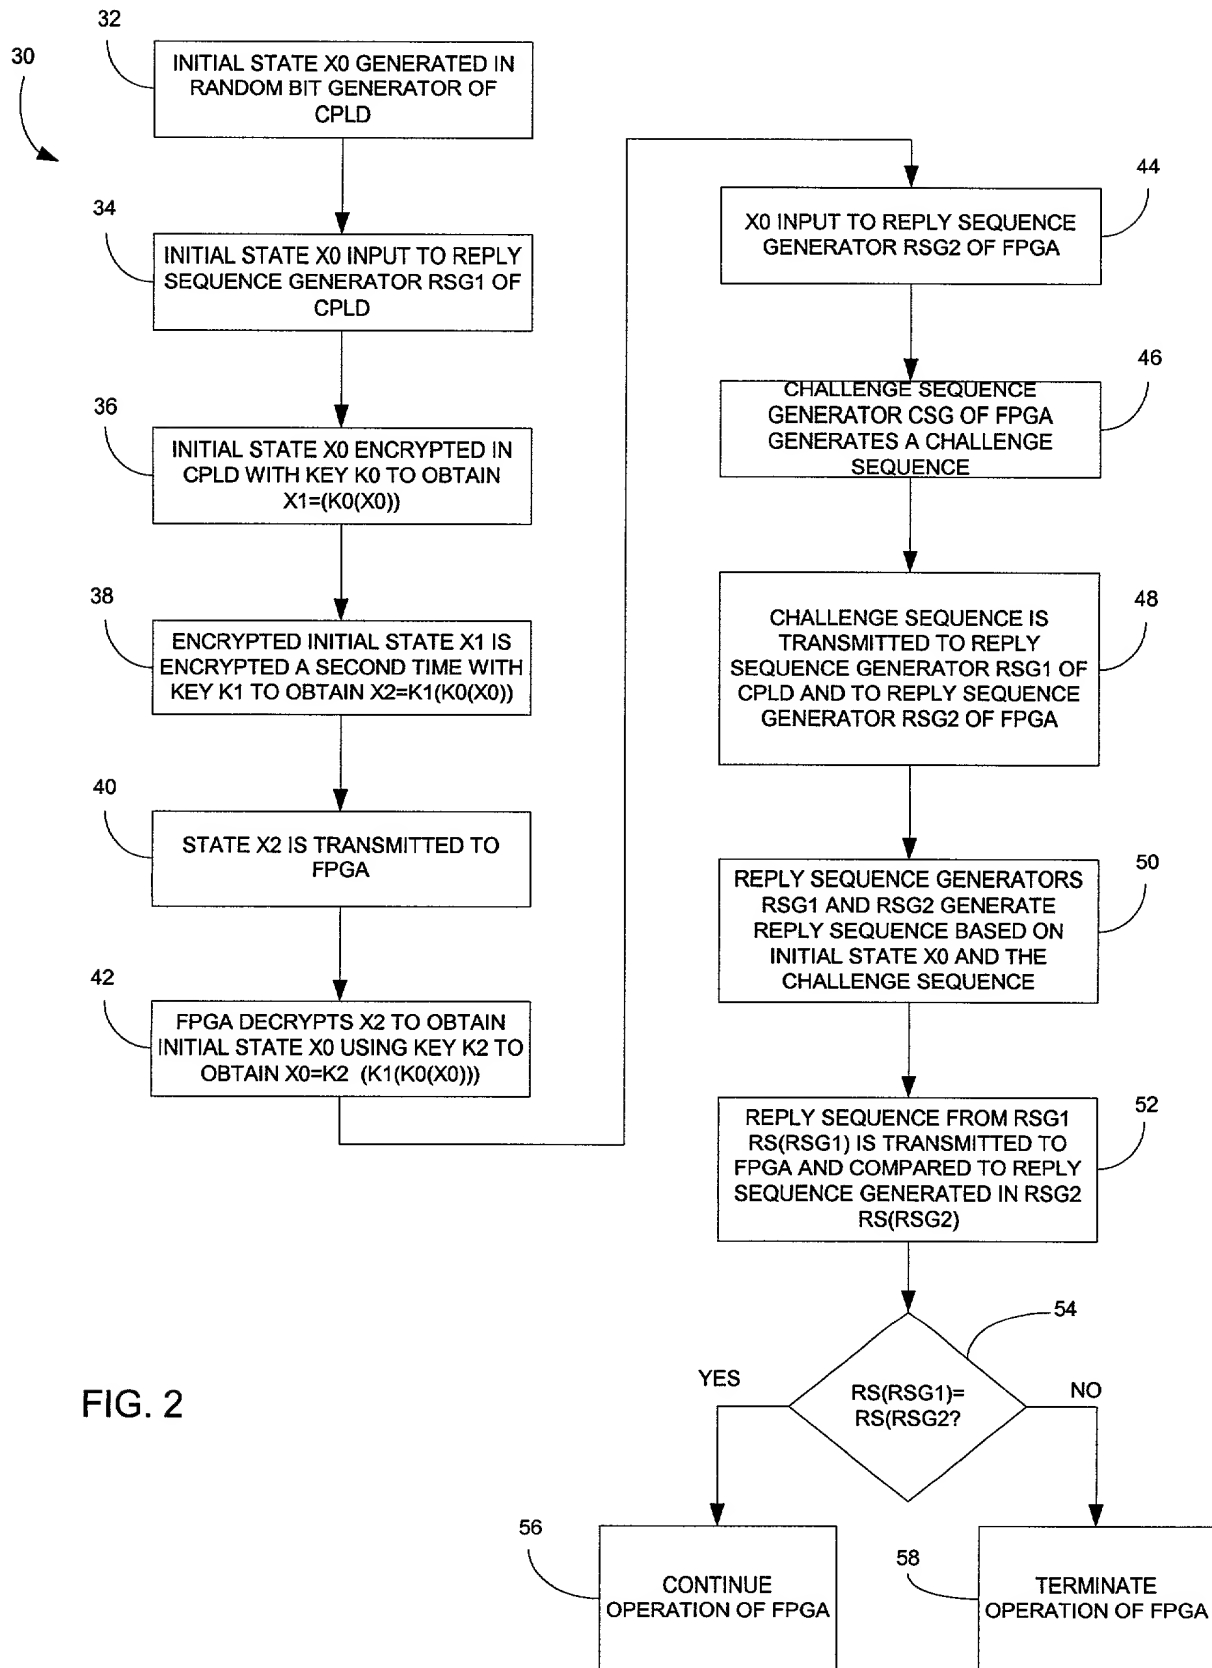 32
30
INITIAL STATE X0 GENERATED IN
RANDOM BIT GENERATOR OF
CPLD
34
INITIAL STATE X0 INPUT TO REPLY
SEQUENCE GENERATOR RSG1 OF
CPLD
36
INITIAL STATE X0 ENCRYPTED IN
CPLD WITH KEY K0 TO OBTAIN
X1=(K0(X0))
38
ENCRYPTED INITIAL STATE X1 IS
ENCRYPTED A SECOND TIME WITH
KEY K1 TO OBTAIN X2=K1(K0(X0))
40
STATE X2 IS TRANSMITTED TO
FPGA
42
FPGA DECRYPTS X2 TO OBTAIN
INITIAL STATE X0 USING KEY K2 TO
OBTAIN X0=K2 (K1(K0(X0)))
44
X0 INPUT TO REPLY SEQUENCE
GENERATOR RSG2 OF FPGA
46
CHALLENGE SEQUENCE
GENERATOR CSG OF FPGA
GENERATES A CHALLENGE
SEQUENCE
48
CHALLENGE SEQUENCE IS
TRANSMITTED TO REPLY
SEQUENCE GENERATOR RSG1 OF
CPLD AND TO REPLY SEQUENCE
GENERATOR RSG2 OF FPGA
50
REPLY SEQUENCE GENERATORS
RSG1 AND RSG2 GENERATE
REPLY SEQUENCE BASED ON
INITIAL STATE X0 AND THE
CHALLENGE SEQUENCE
52
REPLY SEQUENCE FROM RSG1
RS(RSG1) IS TRANSMITTED TO
FPGA AND COMPARED TO REPLY
SEQUENCE GENERATED IN RSG2
RS(RSG2)
54
YES
RS(RSG1)=
RS(RSG2?
NO
56
CONTINUE
OPERATION OF FPGA
58
TERMINATE
OPERATION OF FPGA
FIG. 2